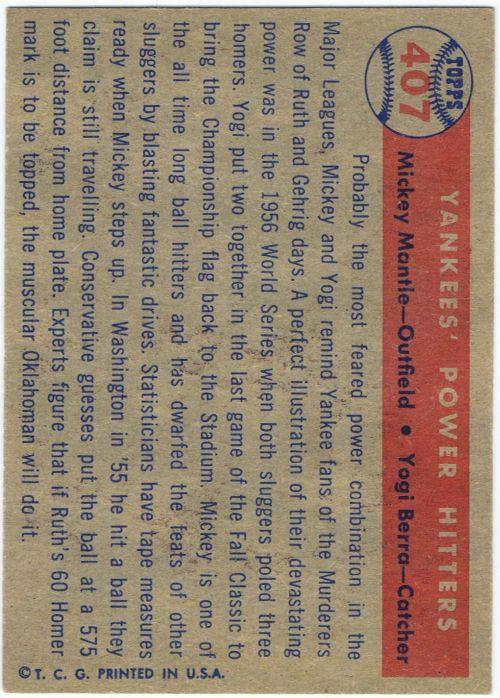 TOPPS
407
YANKEES' POWER HITTERS
Mickey Mantle—Outfield • Yogi Berra—Catcher
Probably the most feared power combination in the
Major Leagues, Mickey and Yogi remind Yankee fans of the Murderers
Row of Ruth and Gehrig days. A perfect illustration of their devastating
power was in the 1956 World Series when both sluggers poled three
homers. Yogi put two together in the last game of the Fall Classic to
bring the Championship flag back to the Stadium. Mickey is one of
the all time long ball hitters and has dwarfed the feats of other
sluggers by blasting fantastic drives. Statisticians have tape measures
ready when Mickey steps up. In Washington in '55 he hit a ball they
claim is still travelling. Conservative guesses put the ball at a 575
foot distance from home plate. Experts figure that if Ruth's 60 Homer
mark is to be topped, the muscular Oklahoman will do it.
© T. C. G. PRINTED IN U.S.A.